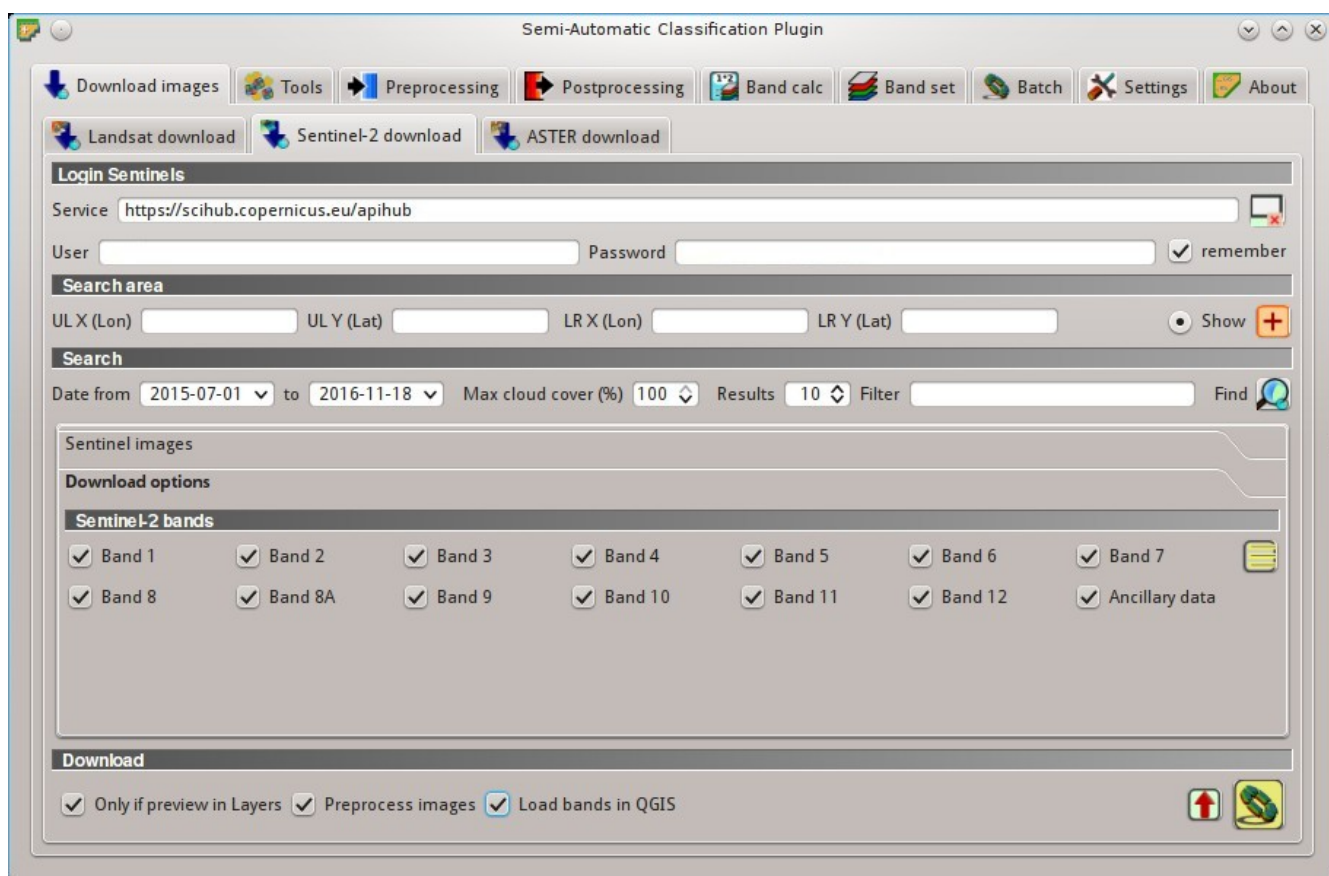 Semi-Automatic Classification Plugin
Download images Tools Preprocessing Postprocessing Band calc Band set Batch Settings About
Landsat download Sentinel-2 download ASTER download
Login Sentinels
Service https://scihub.copernicus.eu/apihub
User Password remember
Search area
UL X (Lon) UL Y (Lat) LR X (Lon) LR Y (Lat) Show
Search
Date from 2015-07-01 to 2016-11-18 Max cloud cover (%) 100 Results 10 Filter Find
Sentinel images
Download options
Sentinel-2 bands
Band 1 Band 2 Band 3 Band 4 Band 5 Band 6 Band 7
Band 8 Band 8A Band 9 Band 10 Band 11 Band 12 Ancillary data
Download
Only if preview in Layers Preprocess images Load bands in QGIS